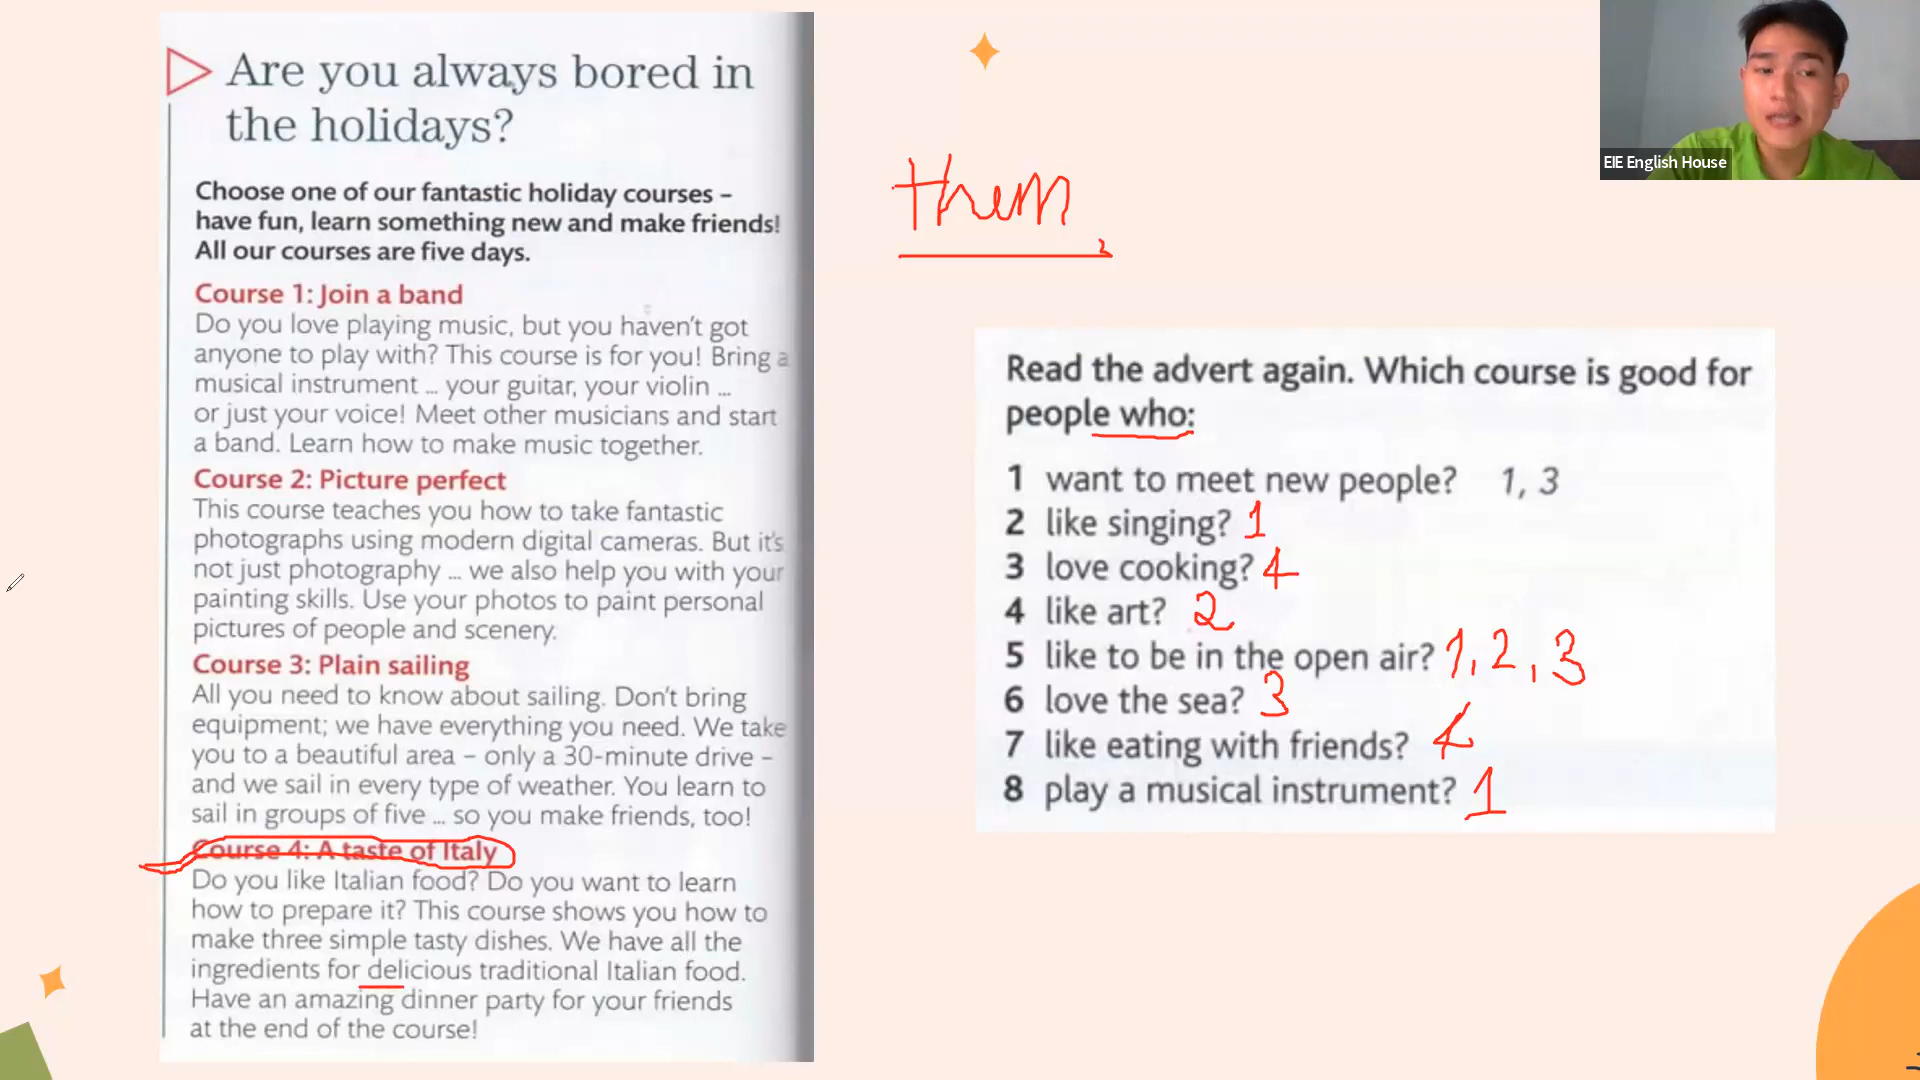 Are you always bored in
the holidays?
Choose one of our fantastic holiday courses –
have fun, learn something new and make friends!
All our courses are five days.
Course 1: Join a band
Do you love playing music, but you haven't got
anyone to play with? This course is for you! Bring a
musical instrument ... your guitar, your violin ...
or just your voice! Meet other musicians and start
a band. Learn how to make music together.
Course 2: Picture perfect
This course teaches you how to take fantastic
photographs using modern digital cameras. But it's
not just photography ... we also help you with your
painting skills. Use your photos to paint personal
pictures of people and scenery.
Course 3: Plain sailing
All you need to know about sailing. Don't bring
equipment; we have everything you need. We take
you to a beautiful area – only a 30-minute drive –
and we sail in every type of weather. You learn to
sail in groups of five ... so you make friends, too!
Course 4: A taste of Italy
Do you like Italian food? Do you want to learn
how to prepare it? This course shows you how to
make three simple tasty dishes. We have all the
ingredients for delicious traditional Italian food.
Have an amazing dinner party for your friends
at the end of the course!
them
2
Read the advert again. Which course is good for
people who:
1 want to meet new people? 1, 3
2 like singing? 1
3 love cooking? 4
4 like art? 2
5 like to be in the open air? 1, 2, 3
6 love the sea? 3
7 like eating with friends? 4
8 play a musical instrument? 1
EIE English House